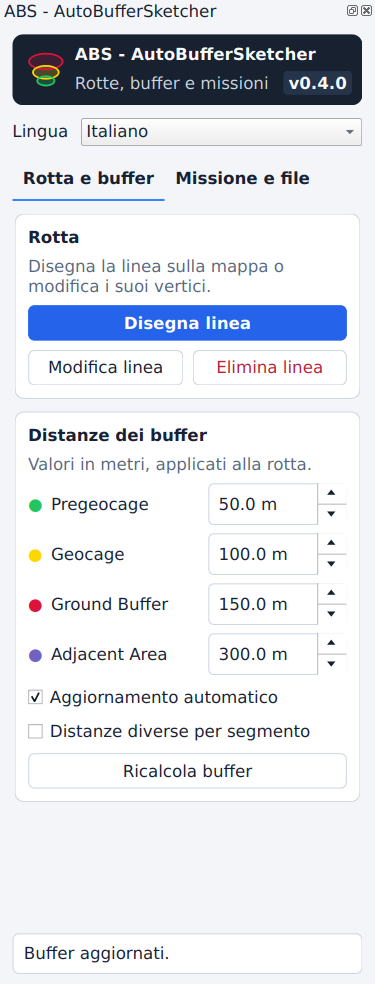 ABS - AutoBufferSketcher
ABS - AutoBufferSketcher
Rotte, buffer e missioni
v0.4.0
Lingua
Italiano
Rotta e buffer
Missione e file
Rotta
Disegna la linea sulla mappa o
modifica i suoi vertici.
Disegna linea
Modifica linea
Elimina linea
Distanze dei buffer
Valori in metri, applicati alla rotta.
Pregeocage
50.0 m
Geocage
100.0 m
Ground Buffer
150.0 m
Adjacent Area
300.0 m
Aggiornamento automatico
Distanze diverse per segmento
Ricalcola buffer
Buffer aggiornati.